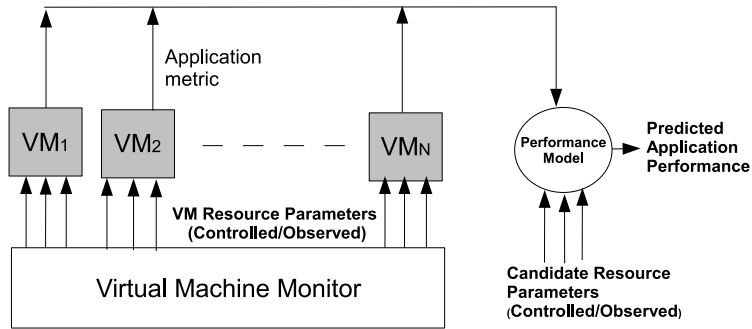 Application
metric
VM1
VM2
VMN
VM Resource Parameters
(Controlled/Observed)
Virtual Machine Monitor
Performance
Model
Predicted
Application
Performance
Candidate Resource
Parameters
(Controlled/Observed)